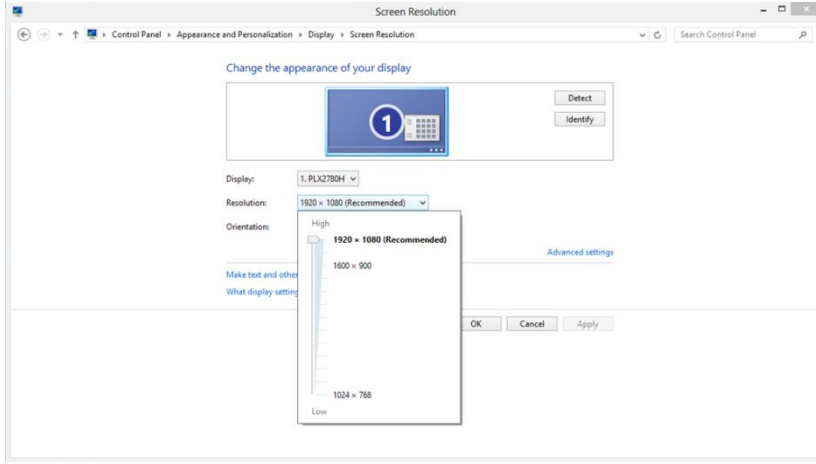 Screen Resolution
Control Panel Appearance and Personalization Display Screen Resolution
Search Control Panel
Change the appearance of your display
1
Detect
Identify
Display: 1. PLX2780H
Resolution: 1920 × 1080 (Recommended)
Orientation:
High
1920 × 1080 (Recommended)
1600 × 900
1024 × 768
Low
Advanced settings
Make text and other
What display setting
OK Cancel Apply